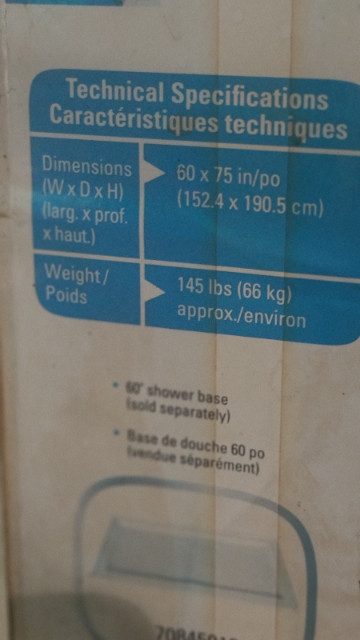 Technical Specifications
Caractéristiques techniques
Dimensions
(W x D x H)
(larg. x prof.
x haut.)
60 x 75 in/po
(152.4 x 190.5 cm)
Weight/
Poids
145 lbs (66 kg)
approx./environ
• 60" shower base
(sold separately)
• Base de douche 60 po
(vendue séparément)